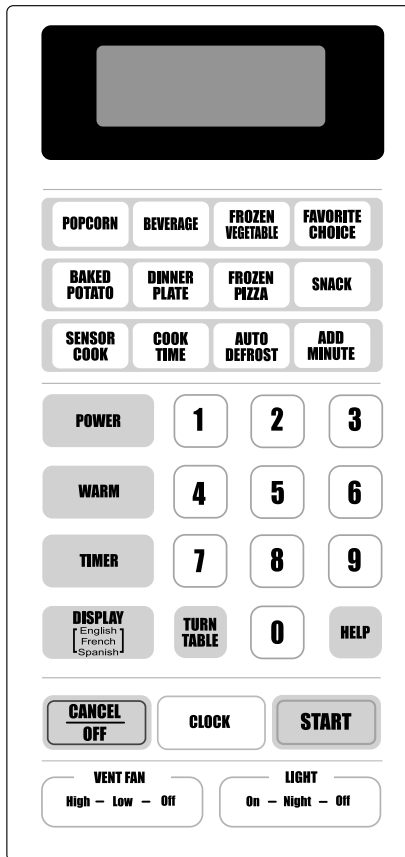 POPCORN BEVERAGE FROZEN VEGETABLE FAVORITE CHOICE
BAKED POTATO DINNER PLATE FROZEN PIZZA SNACK
SENSOR COOK COOK TIME AUTO DEFROST ADD MINUTE
POWER 1 2 3
WARM 4 5 6
TIMER 7 8 9
DISPLAY
[English
French
Spanish]
TURN TABLE 0 HELP
CANCEL
OFF
CLOCK START
VENT FAN
High – Low – Off
LIGHT
On – Night – Off